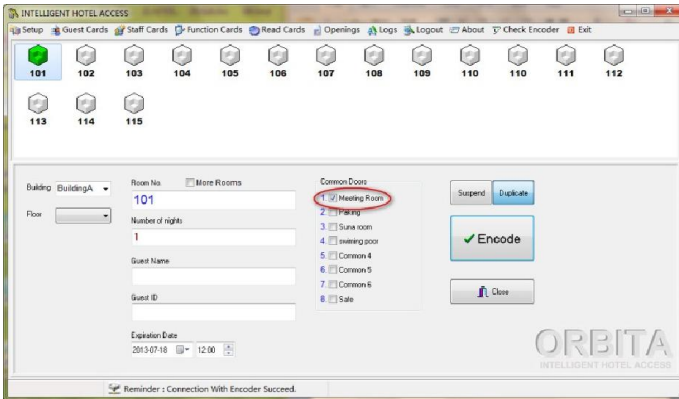 INTELLIGENT HOTEL ACCESS
Setup Guest Cards Staff Cards Function Cards Read Cards Openings Logs Logout About Check Encoder Exit
101 102 103 104 105 106 107 108 109 110 110 111 112
113 114 115
Building BuildingA
Floor
Room No. More Rooms
101
Number of nights
1
Guest Name
Guest ID
Expiration Date
2013-07-18 12:00
Common Doors
1. Meeting Room
2. Paking
3. Suna room
4. swiming poor
5. Common 4
6. Common 5
7. Common 6
8. Sate
Suspend Duplicate
Encode
Close
ORBITA
INTELLIGENT HOTEL ACCESS
Reminder : Connection With Encoder Succeed.